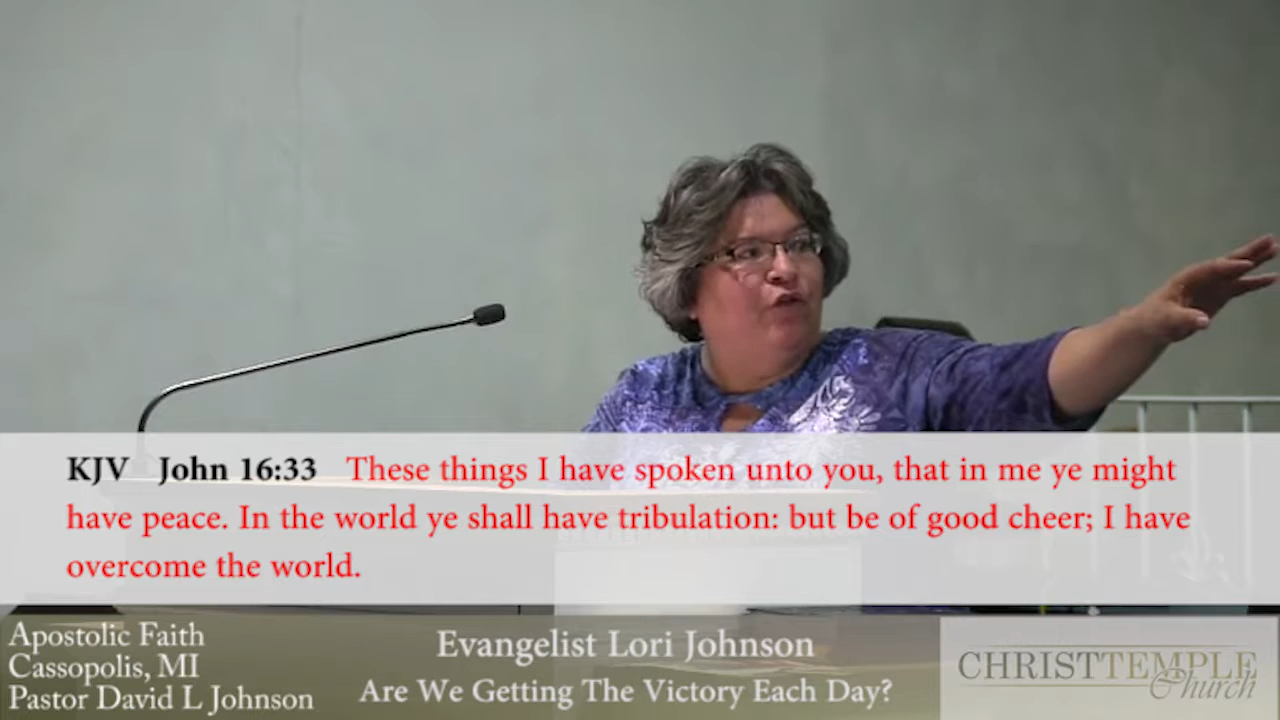 KJV John 16:33 These things I have spoken unto you, that in me ye might
have peace. In the world ye shall have tribulation: but be of good cheer; I have
overcome the world.
Apostolic Faith
Cassopolis, MI
Pastor David L Johnson
Evangelist Lori Johnson
Are We Getting The Victory Each Day?
CHRISTTEMPLE
Church